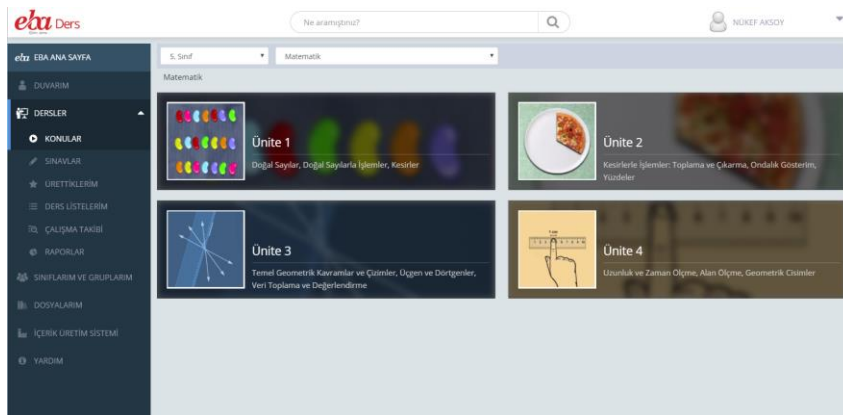 eba Ders
Ne aramıştınız?
NÜKEF AKSOY
eba EBA ANA SAYFA
DUVARIM
DERSLER
KONULAR
SINAVLAR
ÜRETTİKLERİM
DERS LİSTELERİM
ÇALIŞMA TAKİBİ
RAPORLAR
SINIFLARIM VE GRUPLARIM
DOSYALARIM
İÇERİK ÜRETİM SİSTEMİ
YARDIM
5. Sınıf
Matematik
Matematik
Ünite 1
Doğal Sayılar, Doğal Sayılarla İşlemler, Kesirler
Ünite 2
Kesirlerle İşlemler: Toplama ve Çıkarma, Ondalık Gösterim,
Yüzdeler
Ünite 3
Temel Geometrik Kavramlar ve Çizimler, Üçgen ve Dörtgenler,
Veri Toplama ve Değerlendirme
Ünite 4
Uzunluk ve Zaman Ölçme, Alan Ölçme, Geometrik Cisimler